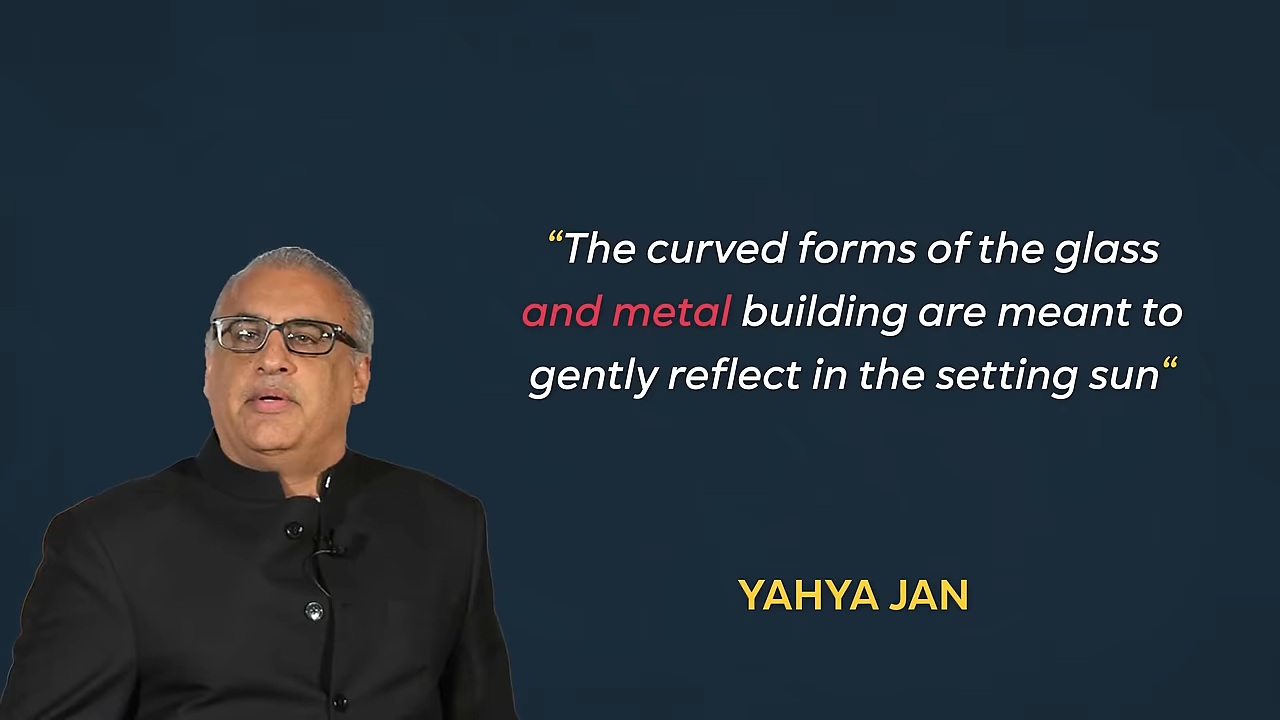 “The curved forms of the glass
and metal building are meant to
gently reflect in the setting sun“
YAHYA JAN